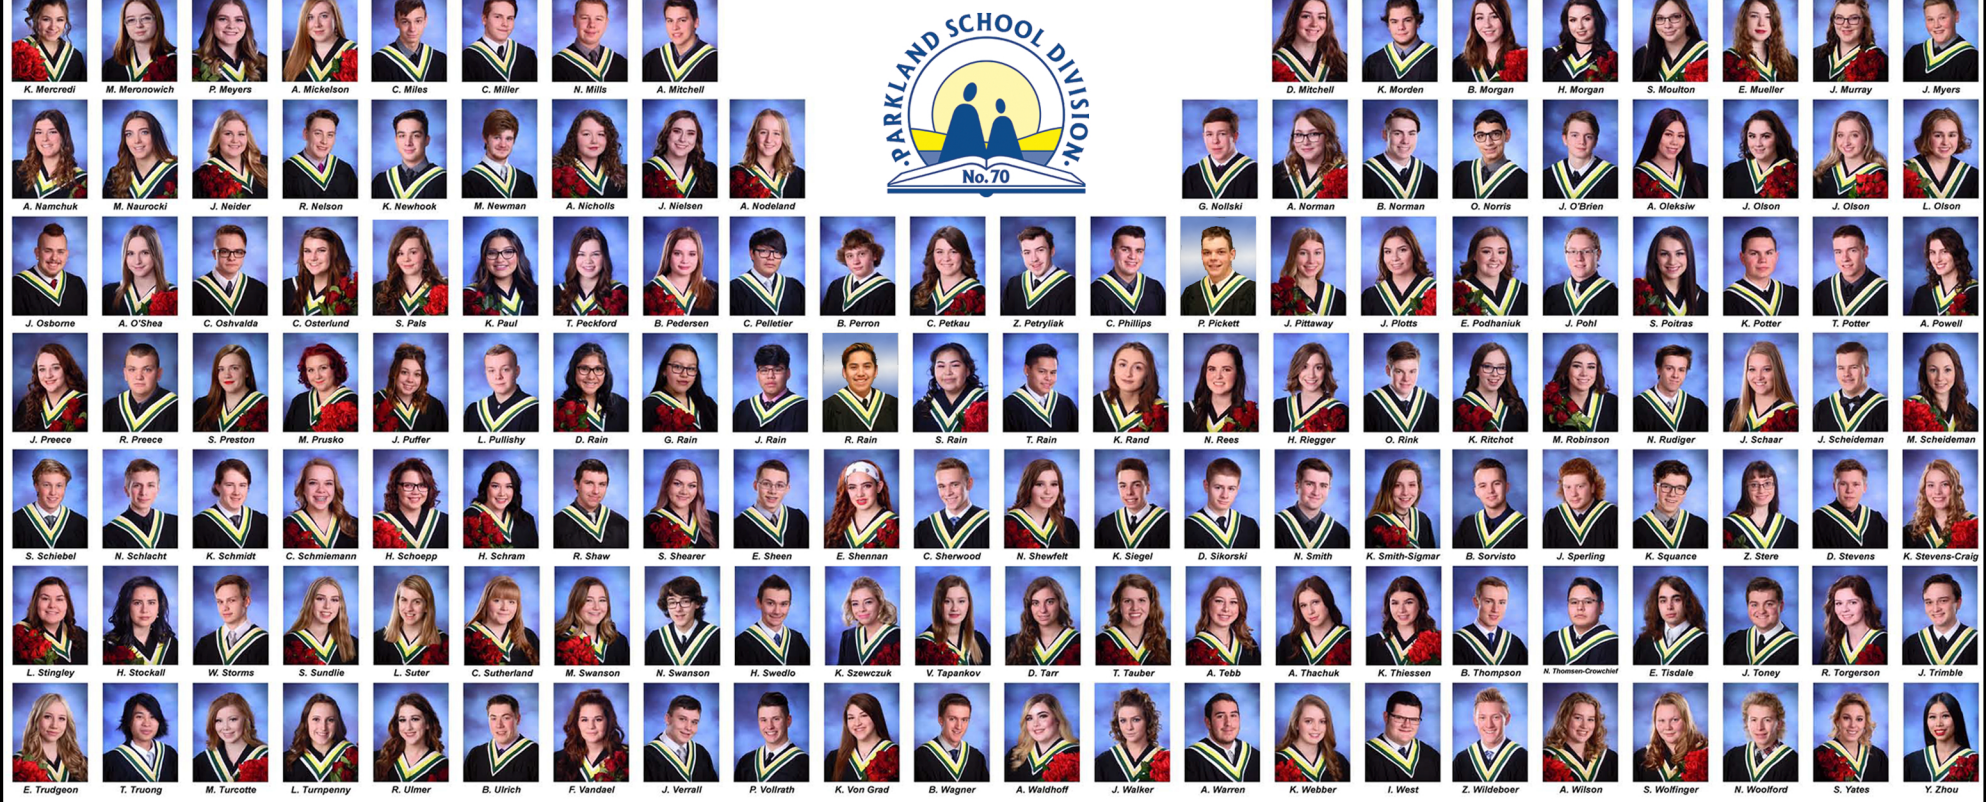 PARKLAND SCHOOL DIVISION
No. 70
K. Mercredi M. Meronowich P. Meyers A. Mickelson C. Miles C. Miller N. Mills A. Mitchell D. Mitchell K. Morden B. Morgan H. Morgan S. Moulton E. Mueller J. Murray J. Myers
A. Namchuk M. Naurocki J. Neider R. Nelson K. Newhook M. Newman A. Nicholls J. Nielsen A. Nodeland G. Nollski A. Norman B. Norman O. Norris J. O'Brien A. Oleksiw J. Olson J. Olson L. Olson
J. Osborne A. O'Shea C. Oshvalda C. Osterlund S. Pals K. Paul T. Peckford B. Pedersen C. Pelletier B. Perron C. Petkau Z. Petryliak C. Phillips P. Pickett J. Pittaway J. Plotts E. Podhaniuk J. Pohl S. Poitras K. Potter T. Potter A. Powell
J. Preece R. Preece S. Preston M. Prusko J. Puffer L. Pullishy D. Rain G. Rain J. Rain R. Rain S. Rain T. Rain K. Rand N. Rees H. Riegger O. Rink K. Ritchot M. Robinson N. Rudiger J. Schaar J. Scheideman M. Scheideman
S. Schiebel N. Schlacht K. Schmidt C. Schmiemann H. Schoepp H. Schram R. Shaw S. Shearer E. Sheen E. Shennan C. Sherwood N. Shewfelt K. Siegel D. Sikorski N. Smith K. Smith-Sigmar B. Sorvisto J. Sperling K. Squance Z. Stere D. Stevens K. Stevens-Craig
L. Stingley H. Stockall W. Storms S. Sundlie L. Suter C. Sutherland M. Swanson N. Swanson H. Swedlo K. Szewczuk V. Tapankov D. Tarr T. Tauber A. Tebb A. Thachuk K. Thiessen B. Thompson N. Thomsen-Crowchief E. Tisdale J. Toney R. Torgerson J. Trimble
E. Trudgeon T. Truong M. Turcotte L. Turnpenny R. Ulmer B. Ulrich F. Vandael J. Verrall P. Vollrath K. Von Grad B. Wagner A. Waldhoff J. Walker A. Warren K. Webber I. West Z. Wildeboer A. Wilson S. Wolfinger N. Woolford S. Yates Y. Zhou